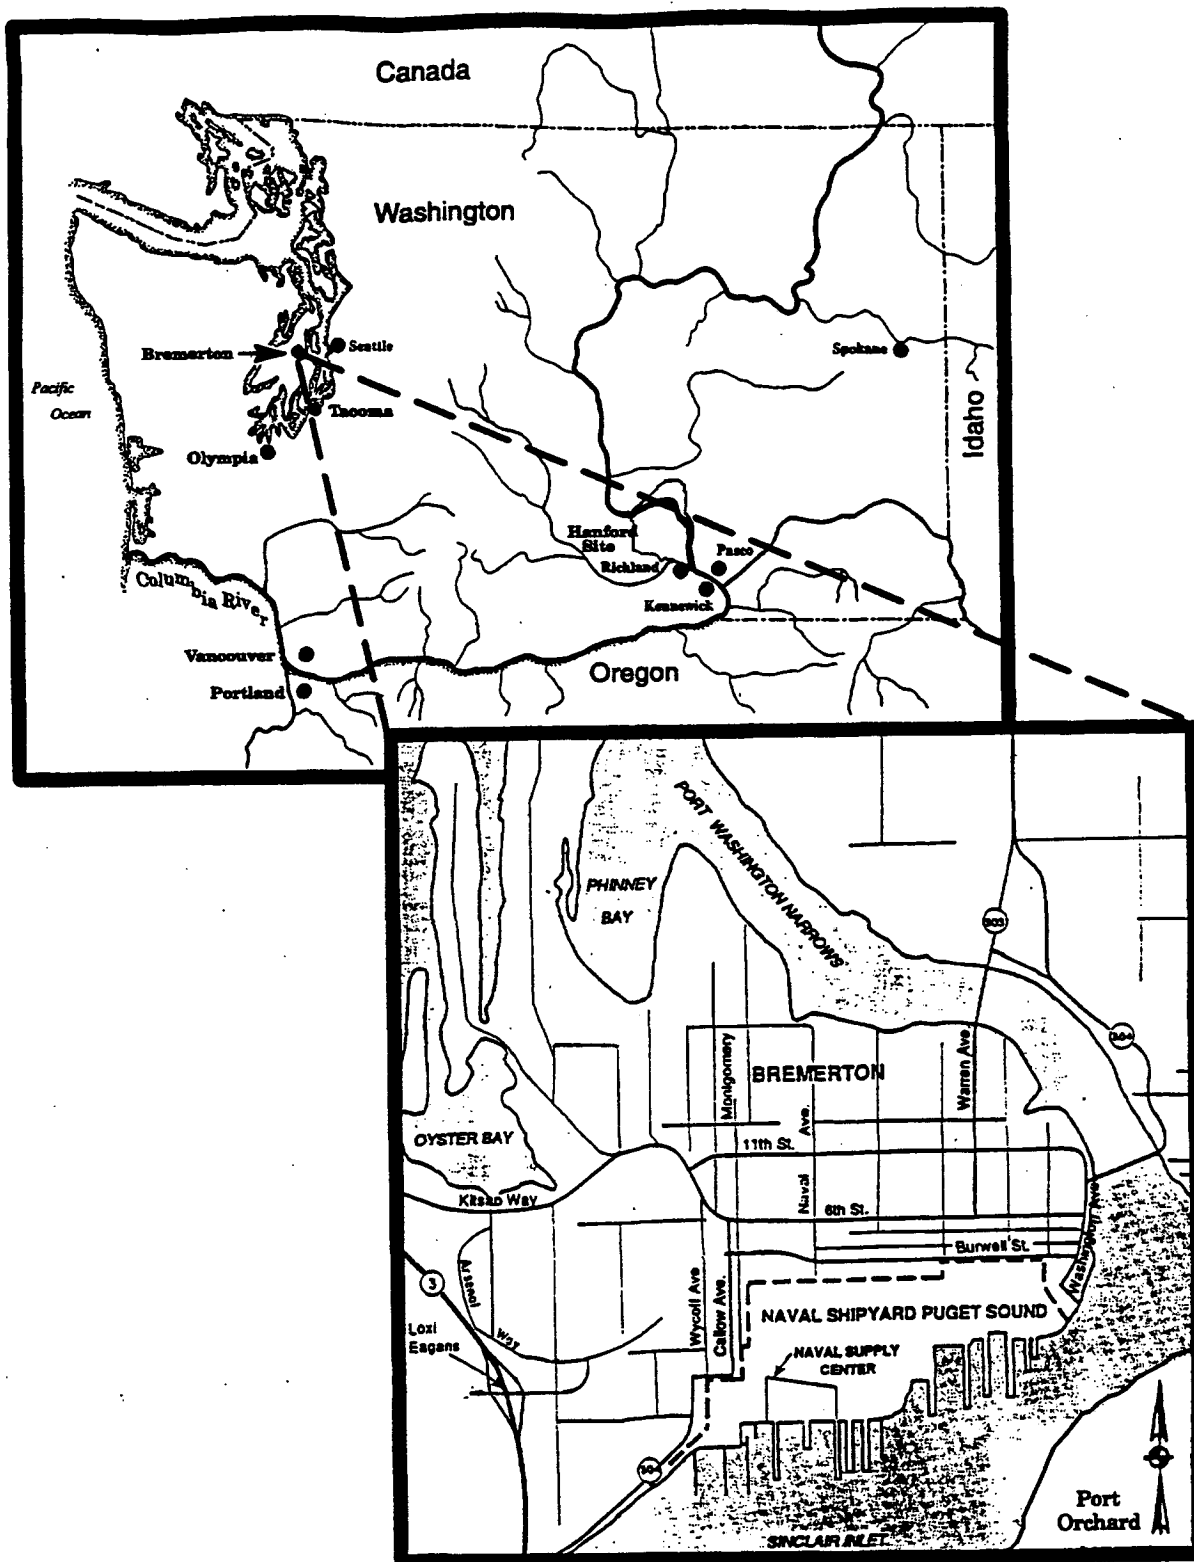 Canada
Washington
Bremerton
Seattle
Spokane
Pacific
Ocean
Tacoma
Idaho
Olympia
Hanford
Site
Pasco
Richland
Kennewick
Columbia River
Vancouver
Oregon
Portland
PORT WASHINGTON NARROWS
PHINNEY
BAY
303
304
Montgomery
BREMERTON
Warren Ave.
Naval Ave.
OYSTER BAY
11th St.
Kitsap Way
6th St.
Burwell St.
Washington Ave
3
Arsenal Way
Wycoff Ave
Callow Ave.
NAVAL SHIPYARD PUGET SOUND
Loxi
Eagans
NAVAL SUPPLY
CENTER
304
Port
Orchard
SINCLAIR INLET